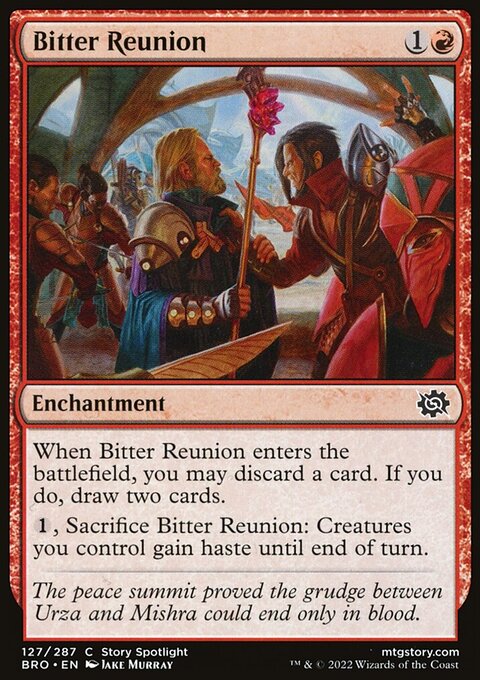 Bitter Reunion 1
Enchantment
When Bitter Reunion enters the
battlefield, you may discard a card. If you
do, draw two cards.
1, Sacrifice Bitter Reunion: Creatures
you control gain haste until end of turn.
The peace summit proved the grudge between
Urza and Mishra could end only in blood.
127/287 C Story Spotlight mtgstory.com
BRO • EN Jake Murray ™ & © 2022 Wizards of the Coast